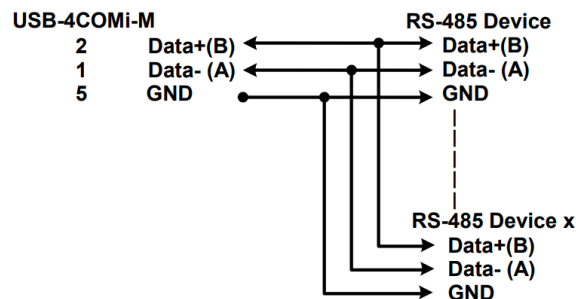 USB-4COMi-M RS-485 Device
2 Data+(B) Data+(B)
1 Data- (A) Data- (A)
5 GND GND
RS-485 Device x
Data+(B)
Data- (A)
GND